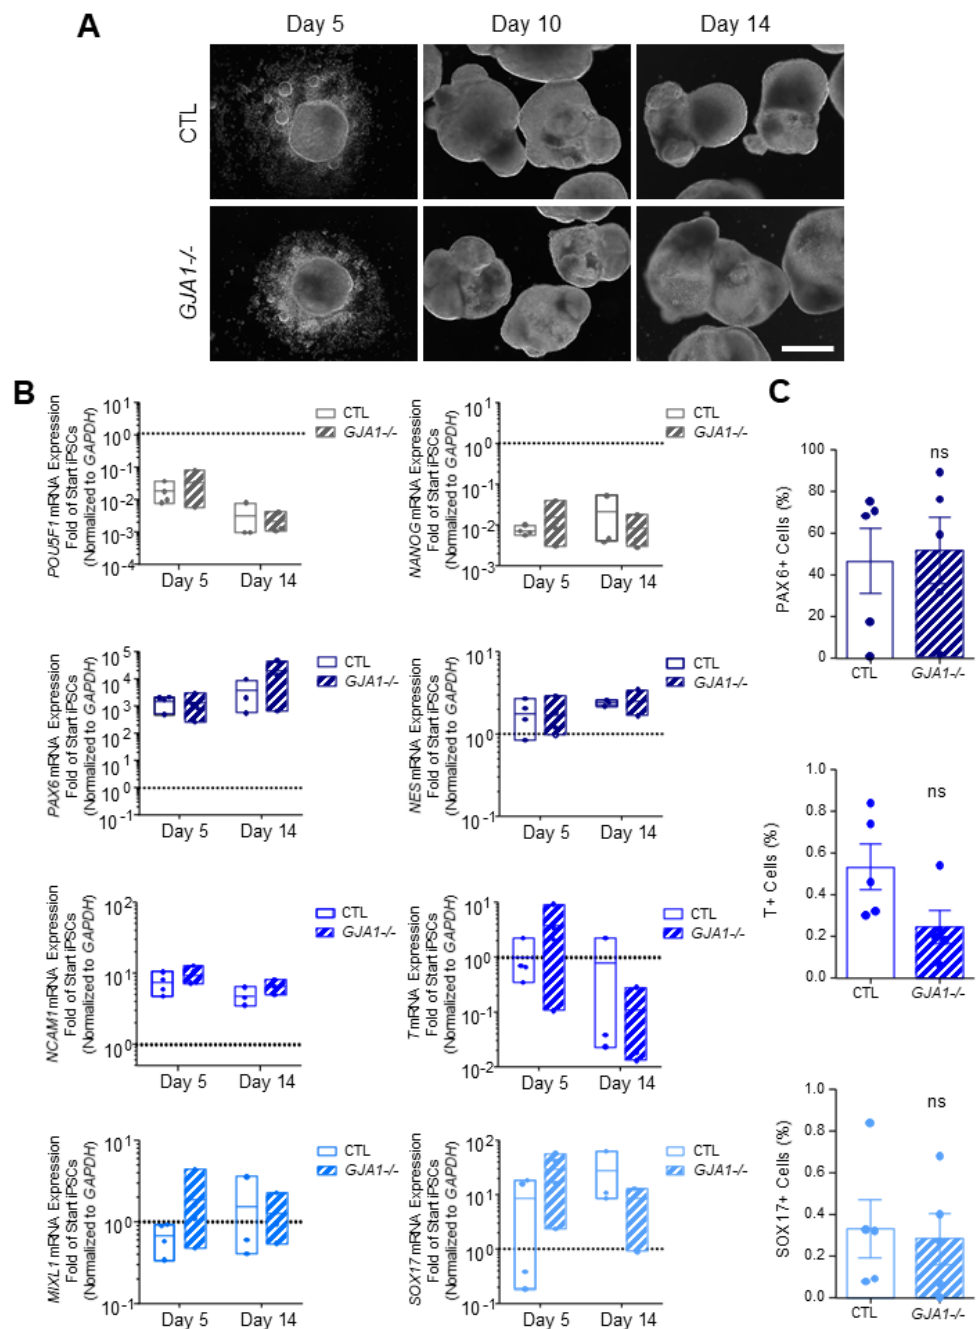 A
Day 5 Day 10 Day 14
CTL
GJA1-/-
B
POU5F1 mRNA Expression
Fold of Start iPSCs
(Normalized to GAPDH)
10^1
10^0
10^-1
10^-2
10^-3
10^-4
Day 5 Day 14
CTL
GJA1-/-
NANOG mRNA Expression
Fold of Start iPSCs
(Normalized to GAPDH)
10^1
10^0
10^-1
10^-2
10^-3
Day 5 Day 14
CTL
GJA1-/-
PAX6 mRNA Expression
Fold of Start iPSCs
(Normalized to GAPDH)
10^5
10^4
10^3
10^2
10^1
10^0
10^-1
Day 5 Day 14
CTL
GJA1-/-
NES mRNA Expression
Fold of Start iPSCs
(Normalized to GAPDH)
10^1
10^0
10^-1
Day 5 Day 14
CTL
GJA1-/-
NCAM1 mRNA Expression
Fold of Start iPSCs
(Normalized to GAPDH)
10^2
10^1
10^0
Day 5 Day 14
CTL
GJA1-/-
T mRNA Expression
Fold of Start iPSCs
(Normalized to GAPDH)
10^1
10^0
10^-1
10^-2
Day 5 Day 14
CTL
GJA1-/-
MIXL1 mRNA Expression
Fold of Start iPSCs
(Normalized to GAPDH)
10^1
10^0
10^-1
Day 5 Day 14
CTL
GJA1-/-
SOX17 mRNA Expression
Fold of Start iPSCs
(Normalized to GAPDH)
10^2
10^1
10^0
10^-1
Day 5 Day 14
CTL
GJA1-/-
C
PAX6+ Cells (%)
100
80
60
40
20
0
ns
CTL GJA1-/-
T+ Cells (%)
1.0
0.8
0.6
0.4
0.2
0.0
ns
CTL GJA1-/-
SOX17+ Cells (%)
1.0
0.8
0.6
0.4
0.2
0.0
ns
CTL GJA1-/-